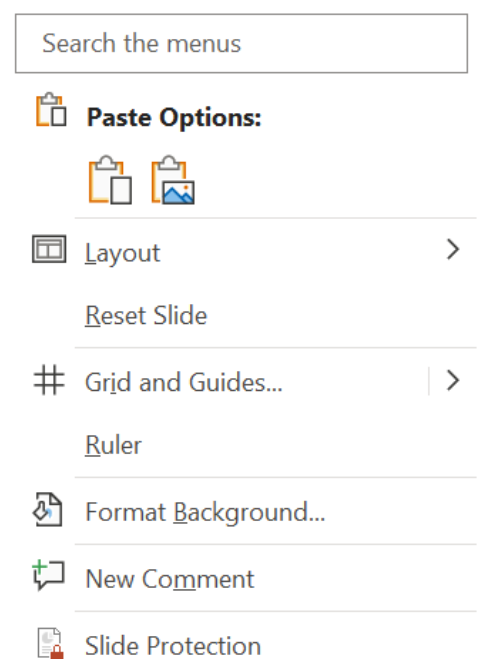 Search the menus
Paste Options:
Layout
Reset Slide
Grid and Guides...
Ruler
Format Background...
New Comment
Slide Protection